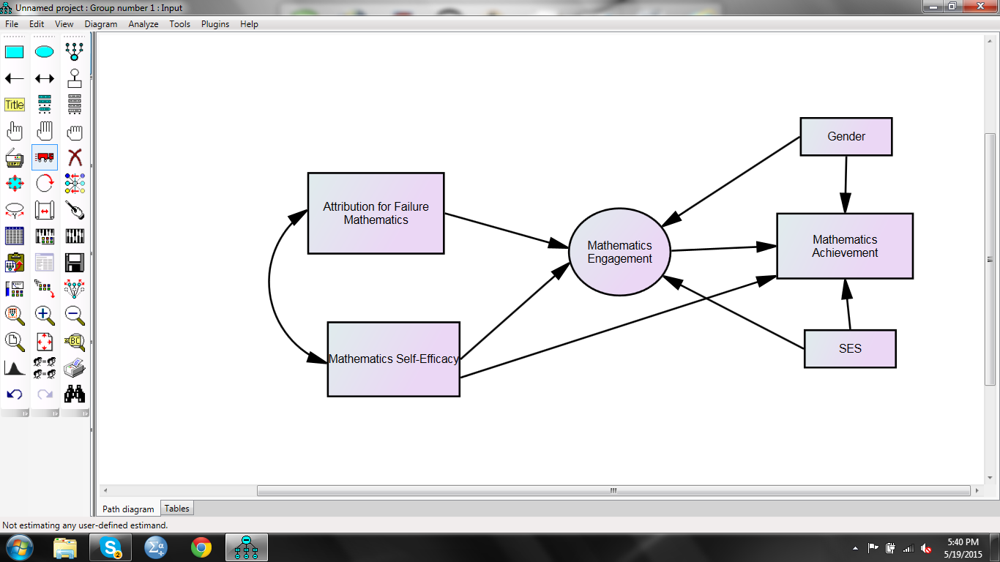 Unnamed project : Group number 1 : Input
File Edit View Diagram Analyze Tools Plugins Help
Title
Gender
Attribution for Failure
Mathematics
Mathematics
Engagement
Mathematics
Achievement
Mathematics Self-Efficacy
SES
Path diagram Tables
Not estimating any user-defined estimand.
5:40 PM
5/19/2015